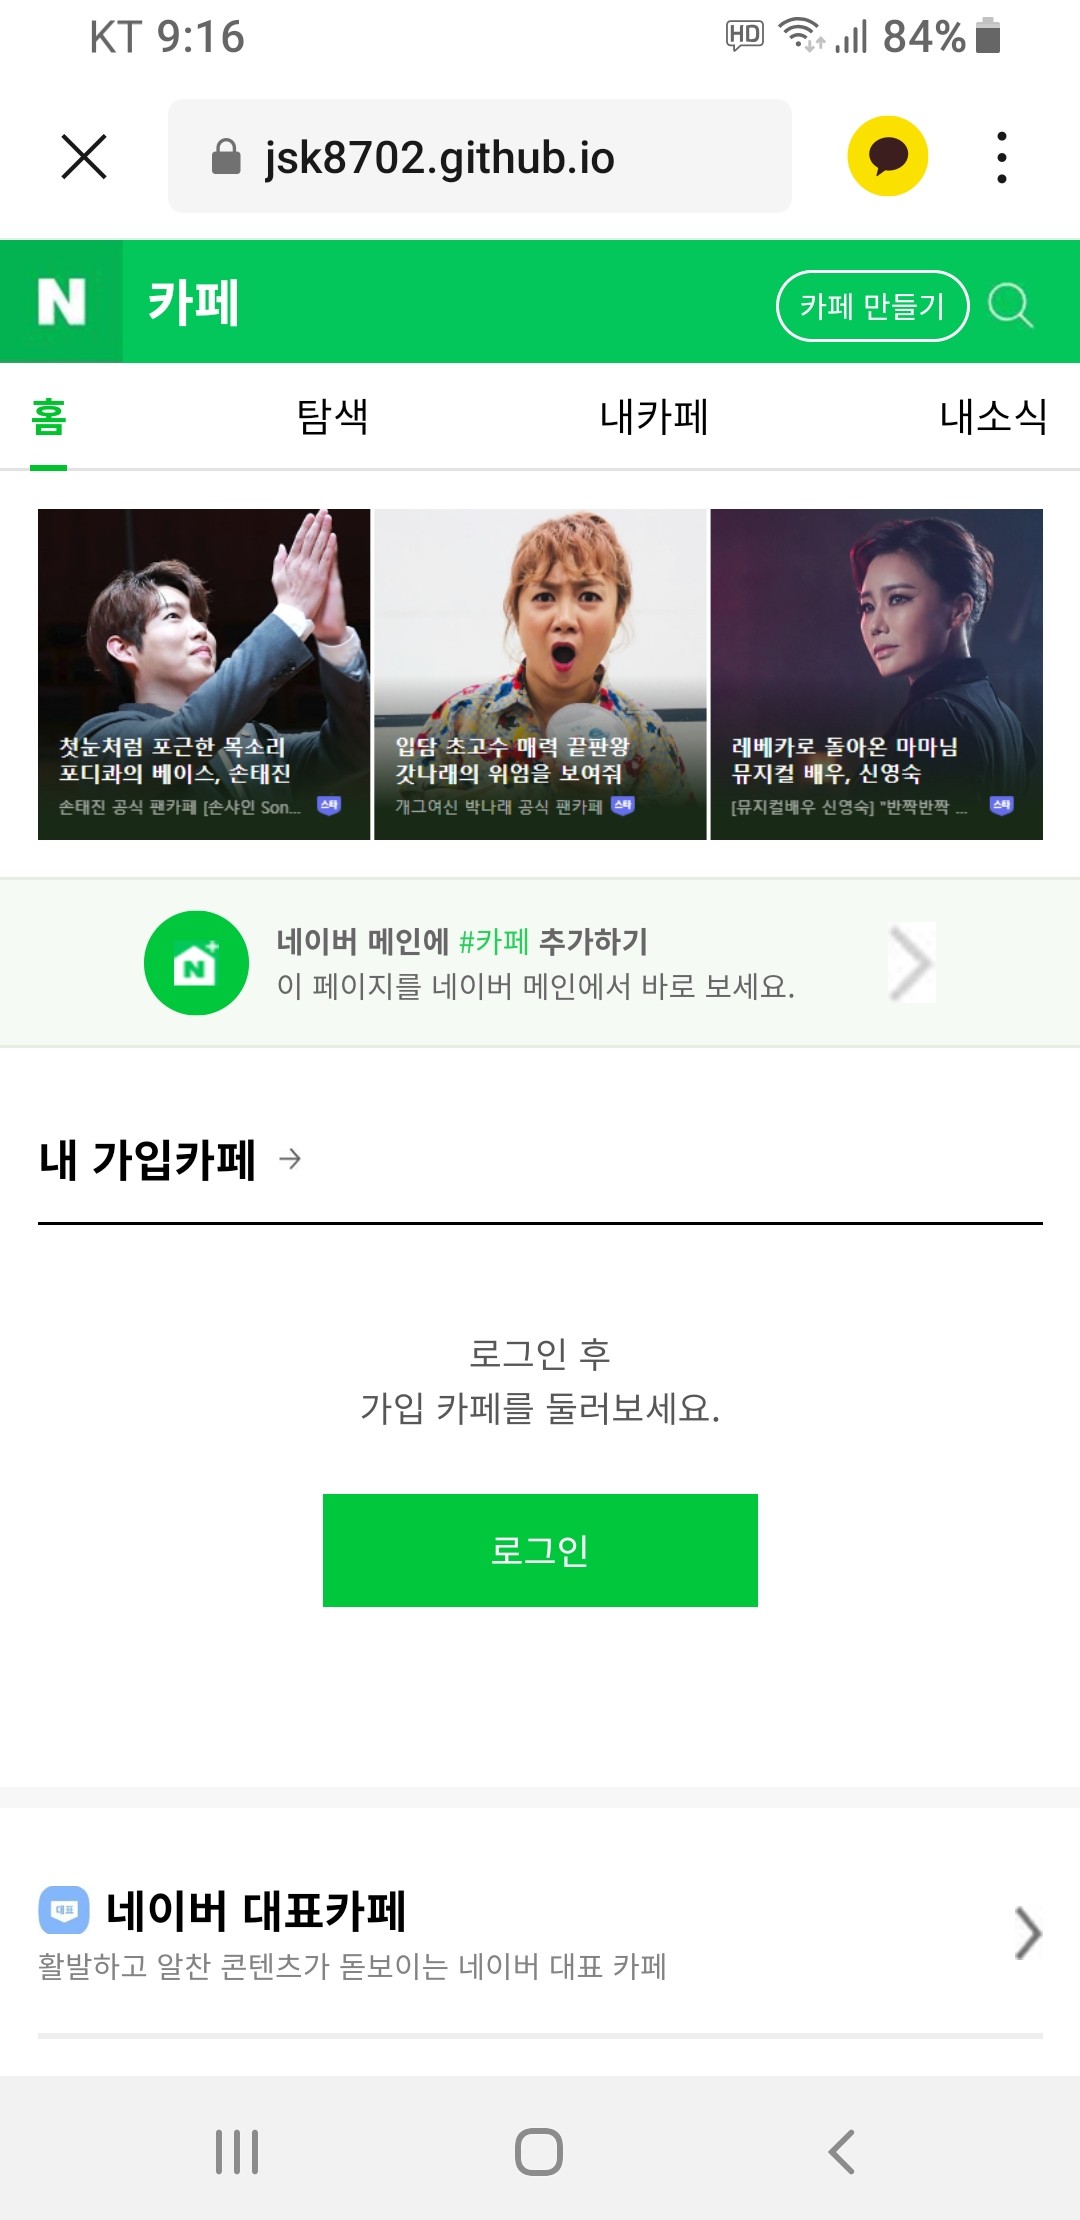 KT 9:16
HD
84%
jsk8702.github.io
N 카페
카페 만들기
홈
탐색
내카페
내소식
첫눈처럼 포근한 목소리
포디콰의 베이스, 손태진
손태진 공식 팬카페 [손샤인 Son... 스타
입담 초고수 매력 끝판왕
갓나래의 위엄을 보여줘
개그여신 박나래 공식 팬카페 스타
레베카로 돌아온 마마님
뮤지컬 배우, 신영숙
[뮤지컬배우 신영숙] "반짝반짝 ... 스타
N
네이버 메인에 #카페 추가하기
이 페이지를 네이버 메인에서 바로 보세요.
내 가입카페
로그인 후
가입 카페를 둘러보세요.
로그인
대표
네이버 대표카페
활발하고 알찬 콘텐츠가 돋보이는 네이버 대표 카페